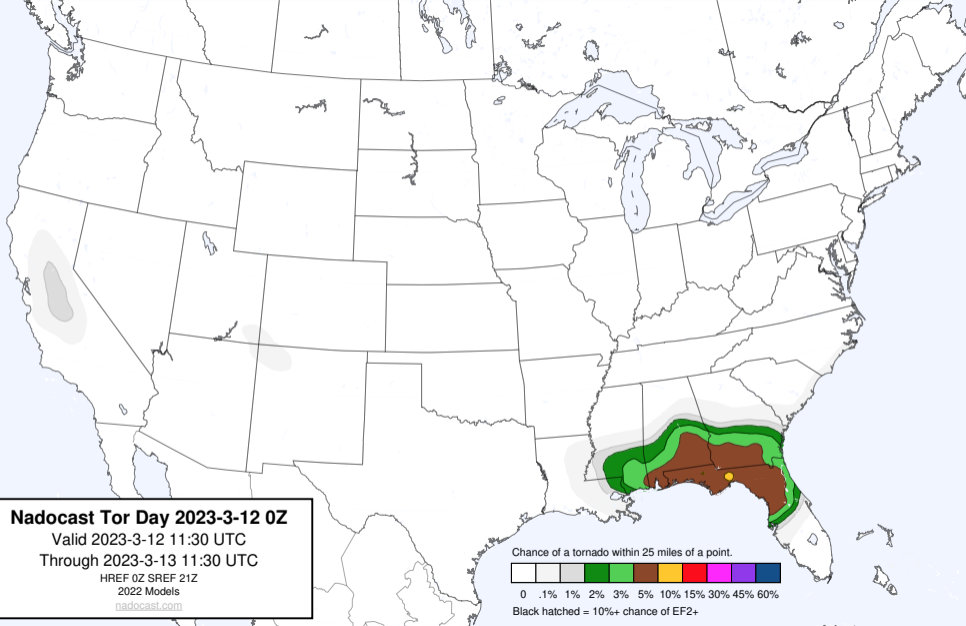 Nadocast Tor Day 2023-3-12 0Z
Valid 2023-3-12 11:30 UTC
Through 2023-3-13 11:30 UTC
HREF 0Z SREF 21Z
2022 Models
nadocast.com
Chance of a tornado within 25 miles of a point.
0 .1% 1% 2% 3% 5% 10% 15% 30% 45% 60%
Black hatched = 10%+ chance of EF2+